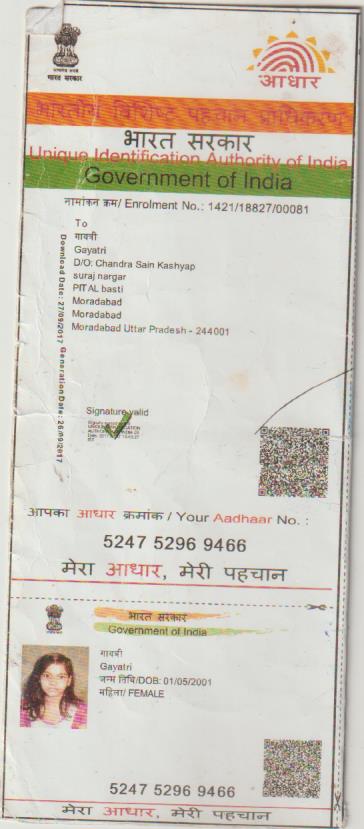 भारत सरकार
आधार
भारतीय विशिष्ट पहचान प्राधिकरण
भारत सरकार
Unique Identification Authority of India
Government of India
नामांकन क्रम/ Enrolment No.: 1421/18827/00081
To
गायत्री
Gayatri
D/O: Chandra Sain Kashyap
suraj nargar
PITAL basti
Moradabad
Moradabad
Moradabad Uttar Pradesh - 244001
Download Date: 27/09/2017 Generation Date: 26/09/2017
Signature valid
आपका आधार क्रमांक / Your Aadhaar No. :
5247 5296 9466
मेरा आधार, मेरी पहचान
भारत सरकार
Government of India
गायत्री
Gayatri
जन्म तिथि/DOB: 01/05/2001
महिला/ FEMALE
5247 5296 9466
मेरा आधार, मेरी पहचान